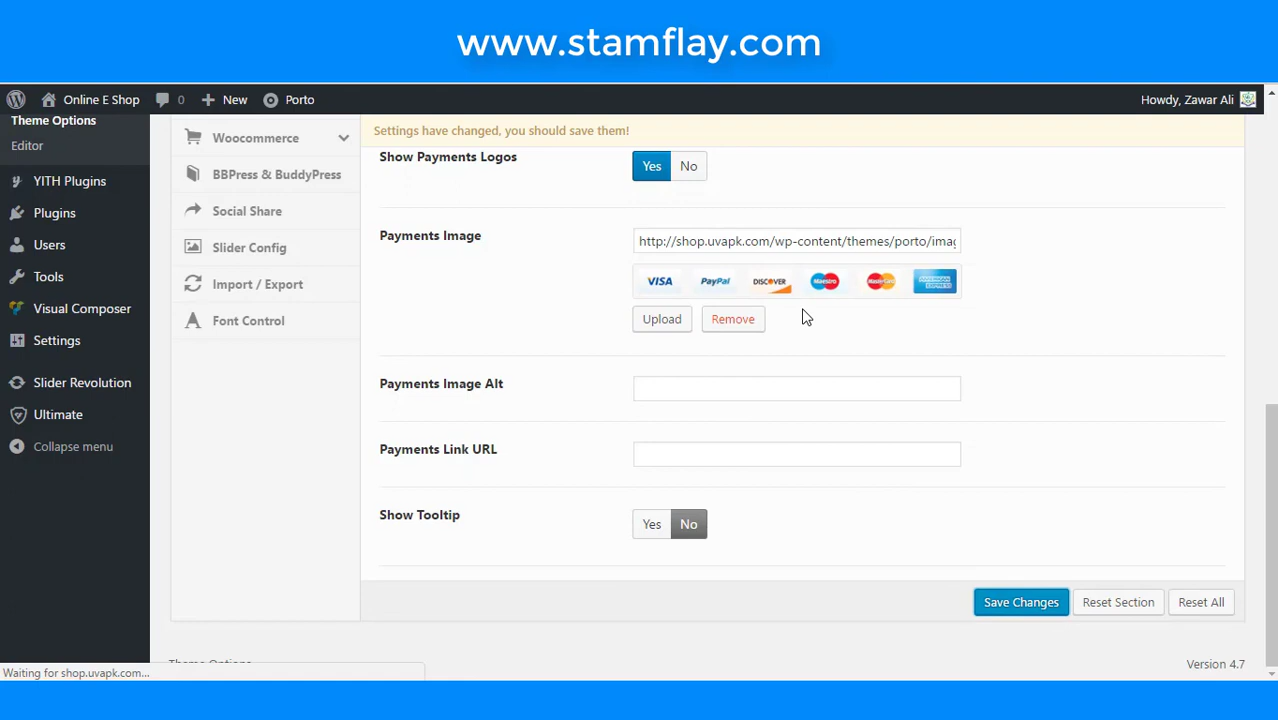 www.stamflay.com
Online E Shop
0
New
Porto
Howdy, Zawar Ali
Theme Options
Editor
YITH Plugins
Plugins
Users
Tools
Visual Composer
Settings
Slider Revolution
Ultimate
Collapse menu
Woocommerce
BBPress & BuddyPress
Social Share
Slider Config
Import / Export
Font Control
Settings have changed, you should save them!
Show Payments Logos
Yes No
Payments Image
http://shop.uvapk.com/wp-content/themes/porto/imag
VISA PayPal DISCOVER Maestro MasterCard AMERICAN EXPRESS
Upload Remove
Payments Image Alt
Payments Link URL
Show Tooltip
Yes No
Save Changes Reset Section Reset All
Theme Options
Version 4.7
Waiting for shop.uvapk.com...